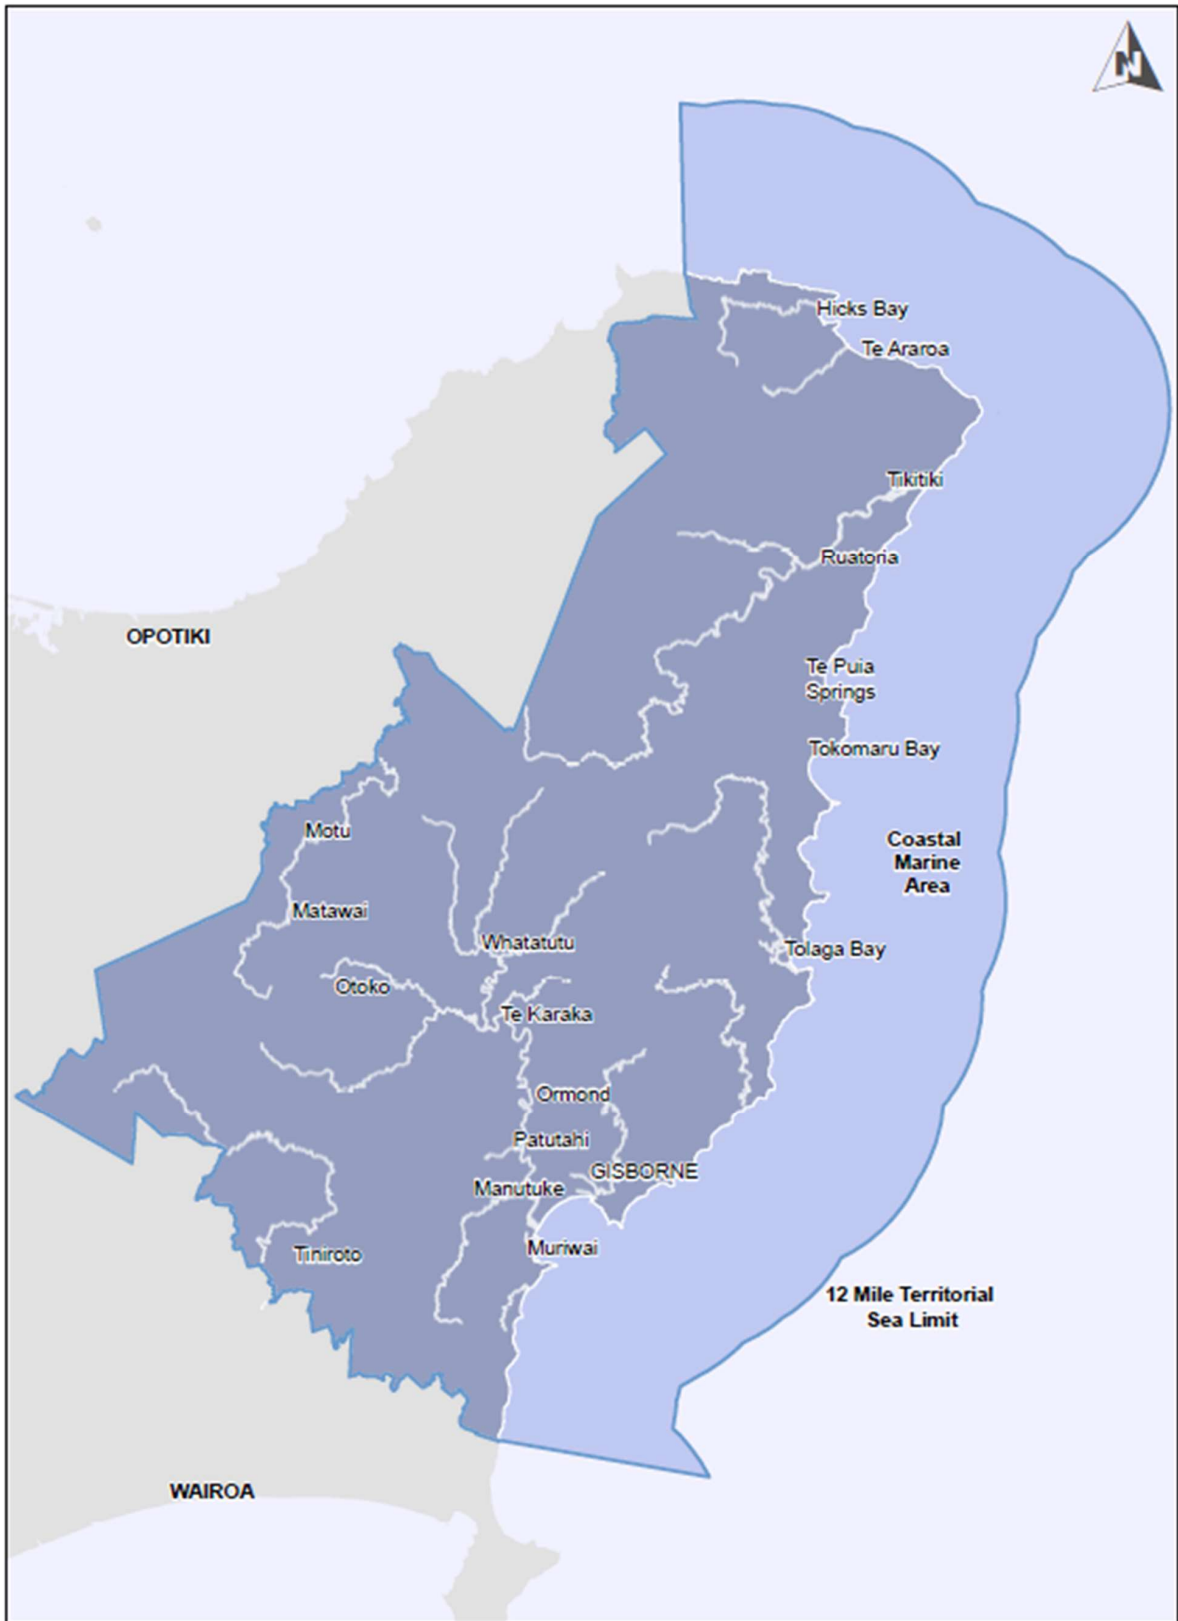 N
Hicks Bay
Te Araroa
Tikitiki
Ruatoria
OPOTIKI
Te Puia
Springs
Tokomaru Bay
Motu
Coastal
Marine
Area
Matawai
Whatatutu
Tolaga Bay
Otoko
Te Karaka
Ormond
Patutahi
GISBORNE
Manutuke
Muriwai
Tiniroto
12 Mile Territorial
Sea Limit
WAIROA